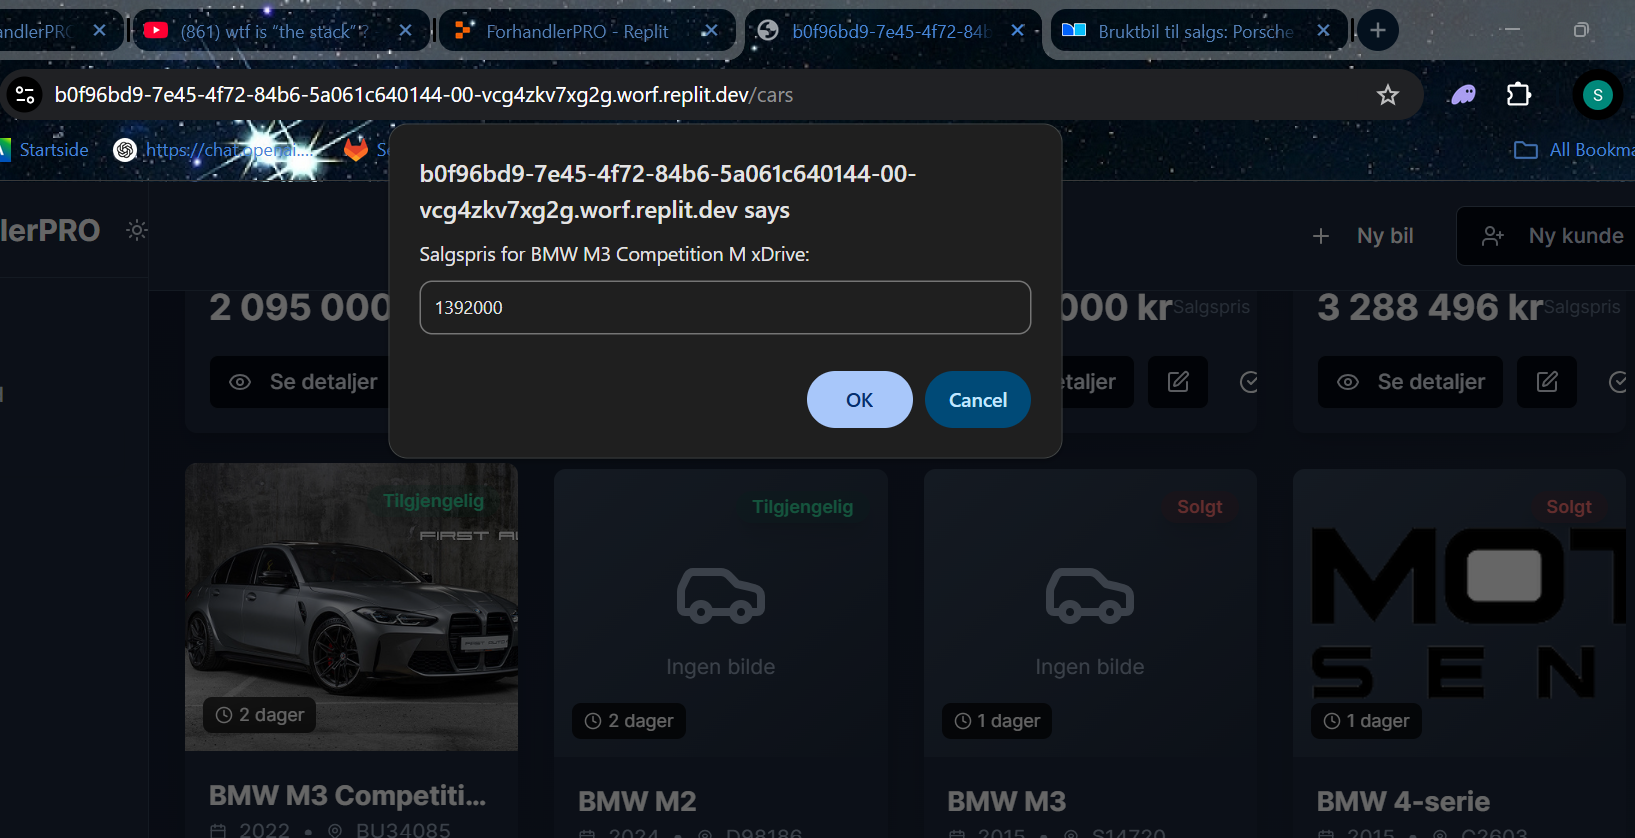 andlerPRO
(861) wtf is “the stack”?
ForhandlerPRO - Replit
b0f96bd9-7e45-4f72-84b
Bruktbil til salgs: Porsche
b0f96bd9-7e45-4f72-84b6-5a061c640144-00-vcg4zkv7xg2g.worf.replit.dev/cars
S
Startside
https://chat.openai....
All Bookma
b0f96bd9-7e45-4f72-84b6-5a061c640144-00-
vcg4zkv7xg2g.worf.replit.dev says
Salgspris for BMW M3 Competition M xDrive:
1392000
OK
Cancel
lerPRO
Ny bil
Ny kunde
2 095 000
000 kr
Salgspris
3 288 496 kr
Salgspris
Se detaljer
etaljer
Se detaljer
Tilgjengelig
FIRST AU
FIRST AUTO
2 dager
BMW M3 Competiti...
2022 • BU34085
Tilgjengelig
Ingen bilde
2 dager
BMW M2
2024 • D98186
Solgt
Ingen bilde
1 dager
BMW M3
2015 • S14720
Solgt
MOT
SEN
1 dager
BMW 4-serie
2015 • C2603